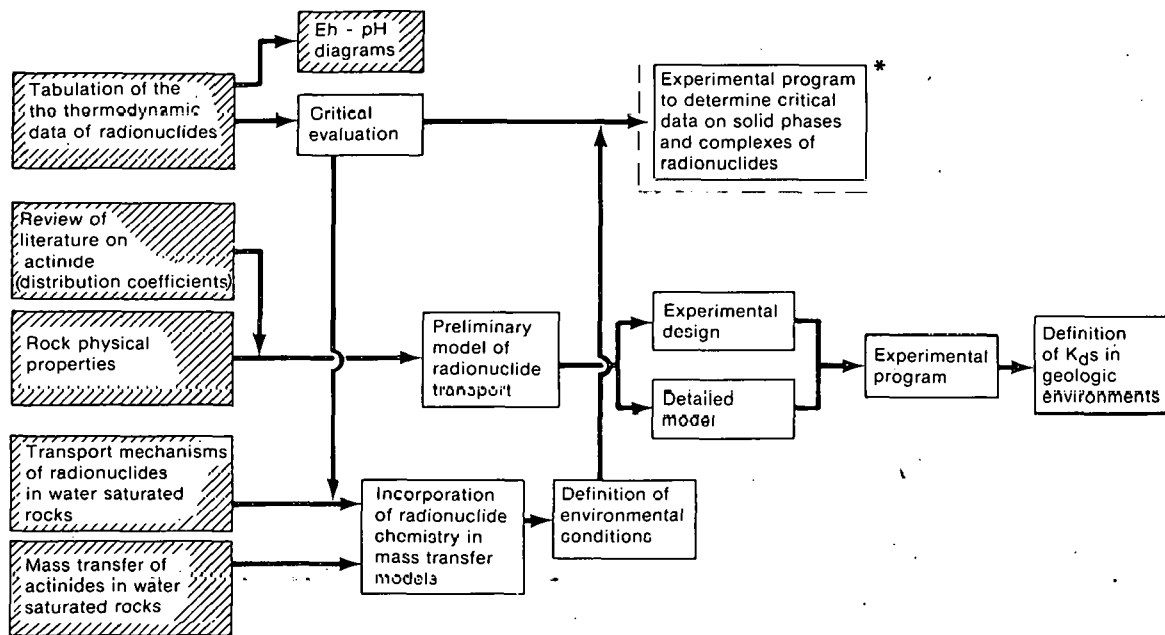 Eh - pH
diagrams
Tabulation of the
tho thormodynamic
data of radionuclides
Critical
evaluation
Experimental program
to determine critical
data on solid phases
and complexes of
radionuclides
*
Review of
literature on
actinide
(distribution coefficients)
Rock physical
properties
Preliminary
model of
radionuclide
transport
Experimental
design
Detailed
model
Experimental
program
Definition
of Kds in
geologic
environments
Transport mechanisms
of radionuclides
in water saturated
rocks
Mass transfer of
actinides in water
saturated rocks
Incorporation
of radionuclide
chemistry in
mass transfer
models
Definition of
environmental
conditions